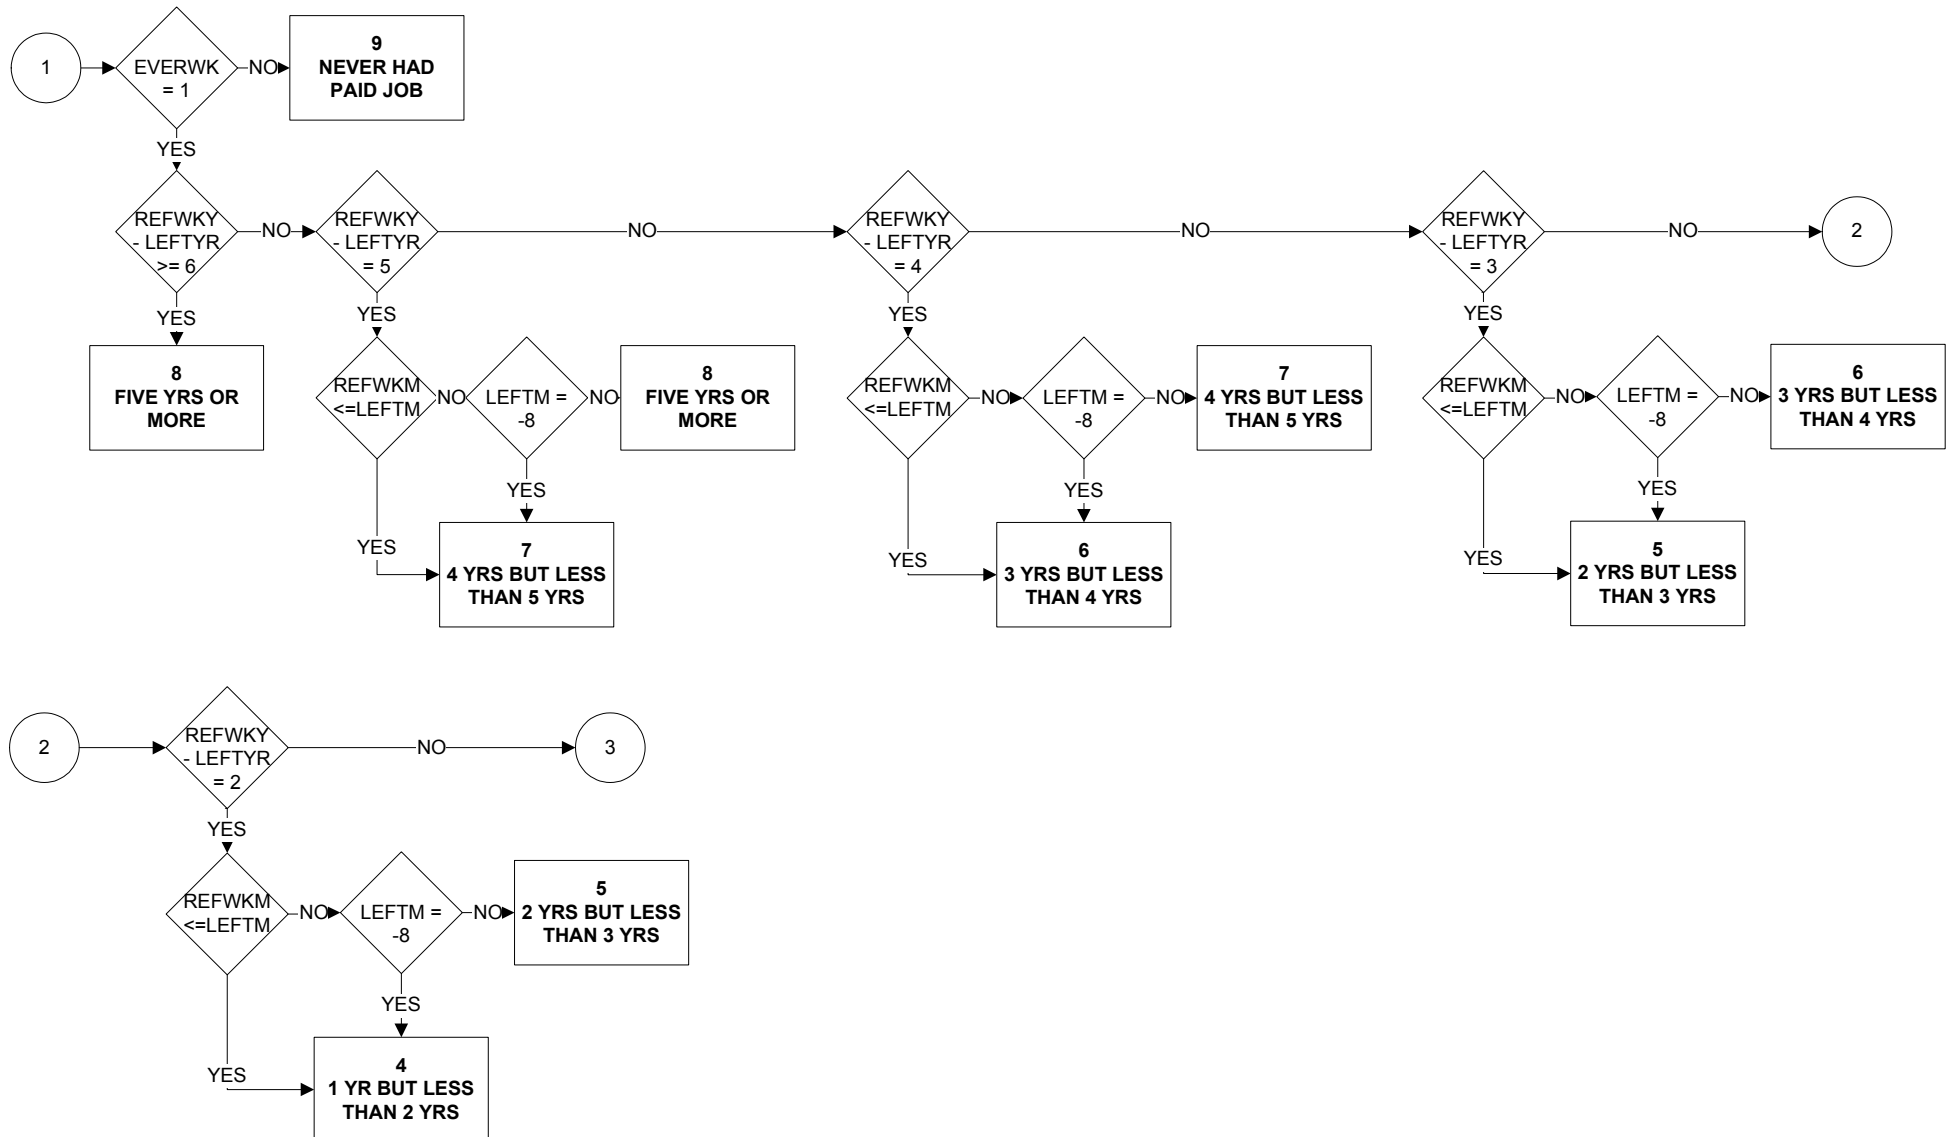 1
EVERWK
= 1
NO
9
NEVER HAD
PAID JOB
YES
REFWKY
- LEFTYR
>= 6
NO
REFWKY
- LEFTYR
= 5
NO
REFWKY
- LEFTYR
= 4
NO
REFWKY
- LEFTYR
= 3
NO
2
YES
YES
YES
YES
8
FIVE YRS OR
MORE
REFWKM
<=LEFTM
NO
LEFTM =
-8
NO
8
FIVE YRS OR
MORE
REFWKM
<=LEFTM
NO
LEFTM =
-8
NO
7
4 YRS BUT LESS
THAN 5 YRS
REFWKM
<=LEFTM
NO
LEFTM =
-8
NO
6
3 YRS BUT LESS
THAN 4 YRS
YES
YES
YES
YES
7
4 YRS BUT LESS
THAN 5 YRS
YES
6
3 YRS BUT LESS
THAN 4 YRS
YES
5
2 YRS BUT LESS
THAN 3 YRS
2
REFWKY
- LEFTYR
= 2
NO
3
YES
REFWKM
<=LEFTM
NO
LEFTM =
-8
NO
5
2 YRS BUT LESS
THAN 3 YRS
YES
YES
4
1 YR BUT LESS
THAN 2 YRS